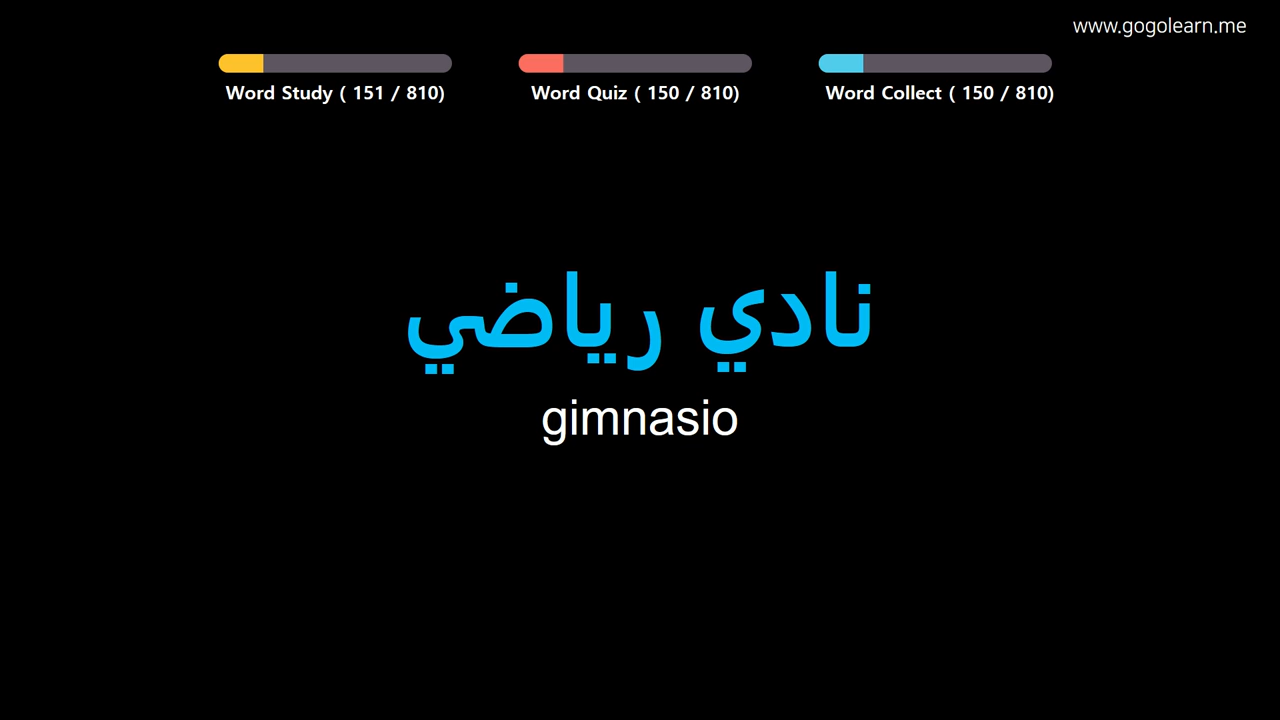 www.gogolearn.me
Word Study ( 151 / 810)
Word Quiz ( 150 / 810)
Word Collect ( 150 / 810)
نادي رياضي
gimnasio